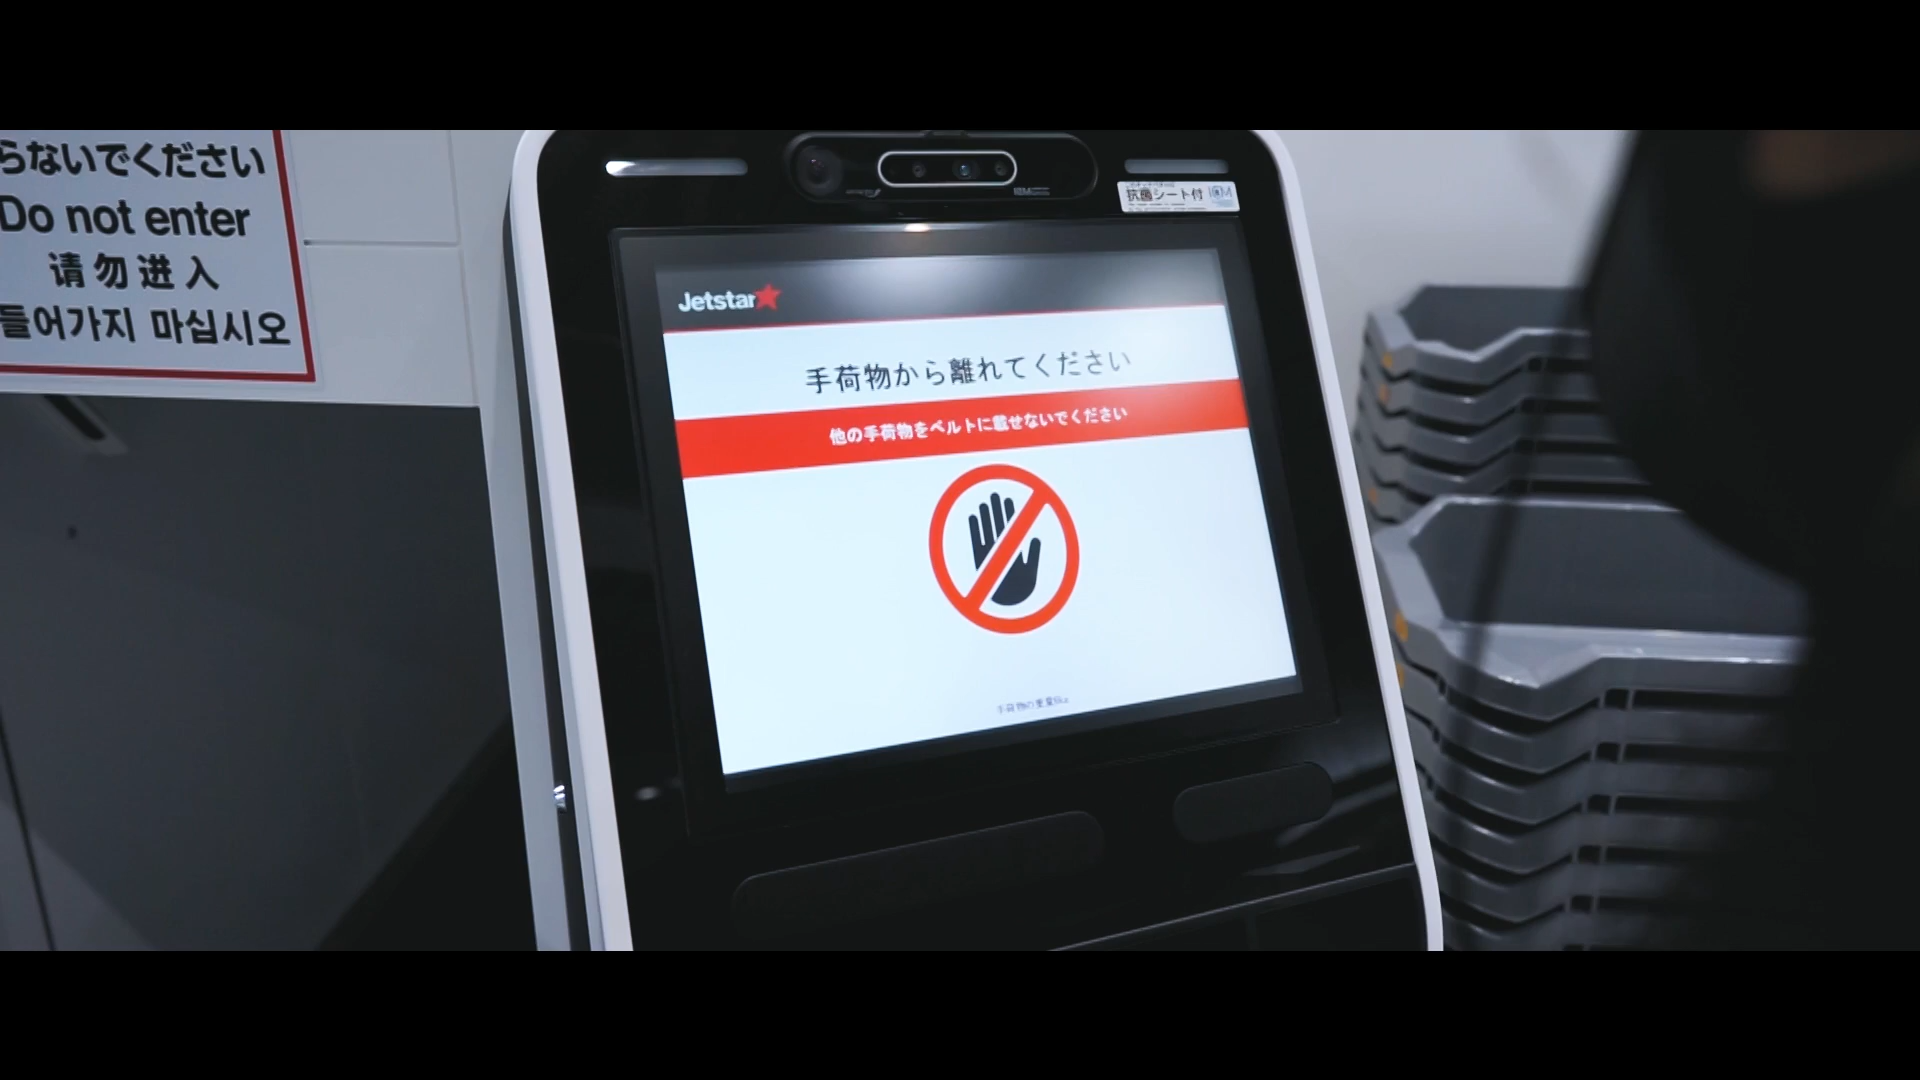 らないでください
Do not enter
请勿进入
들어가지 마십시오
抗菌シート付
Jetstar
手荷物から離れてください
他の手荷物をベルトに載せないでください